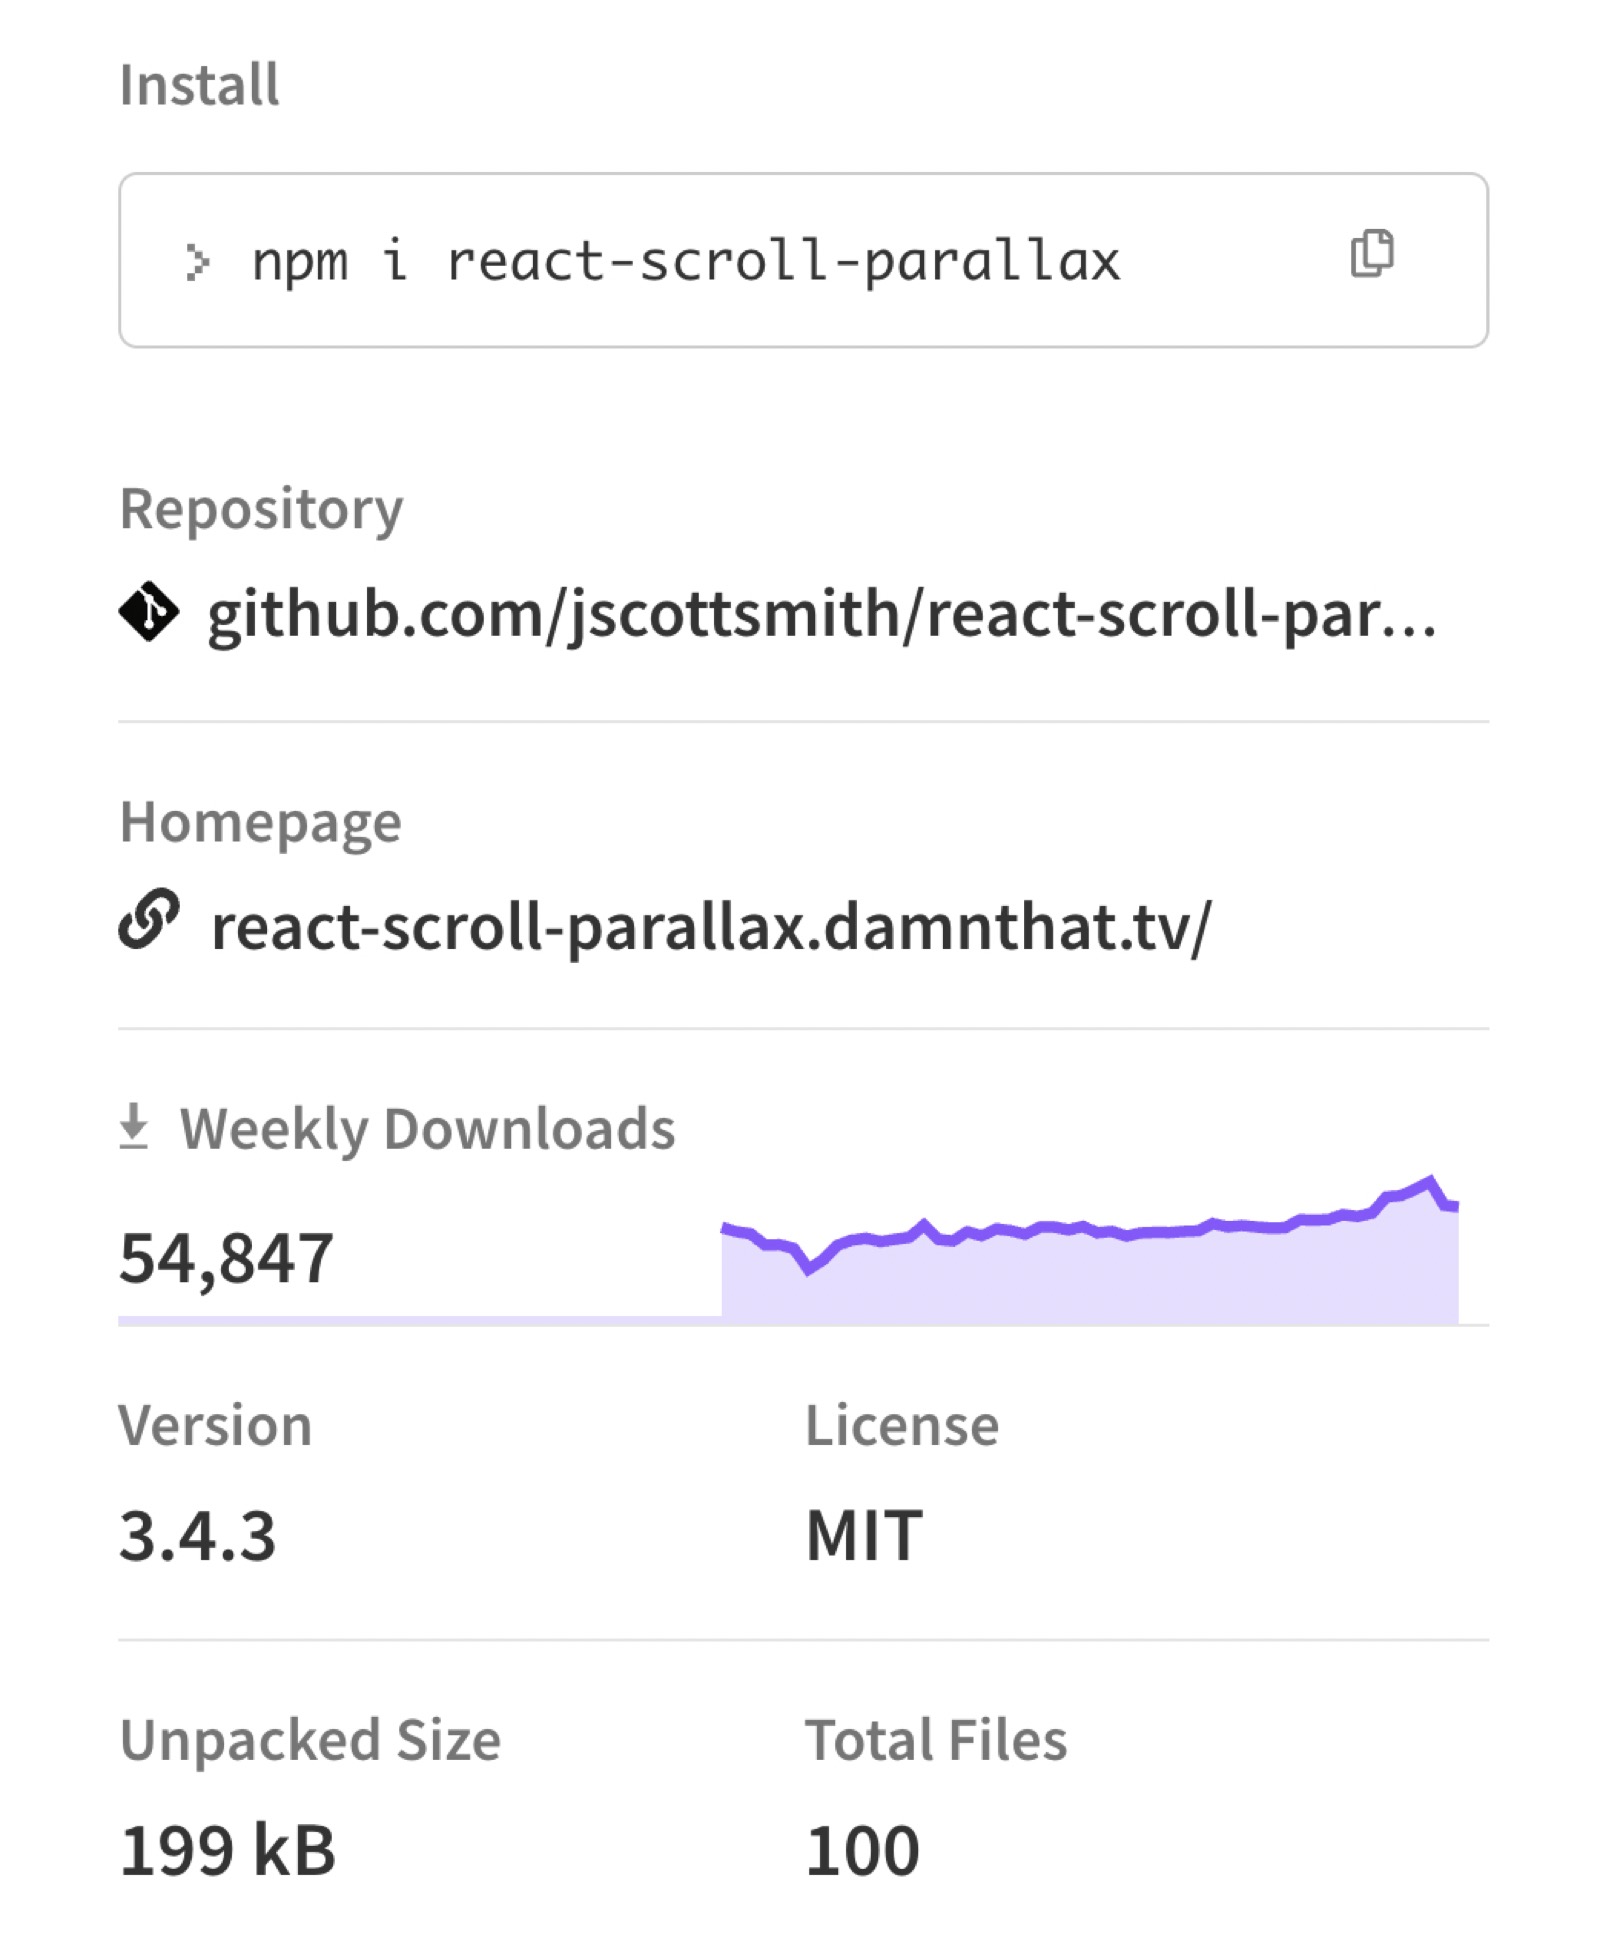 Install
npm i react-scroll-parallax
Repository
github.com/jscottsmith/react-scroll-par...
Homepage
react-scroll-parallax.damnthat.tv/
Weekly Downloads
54,847
Version
License
3.4.3
MIT
Unpacked Size
Total Files
199 kB
100